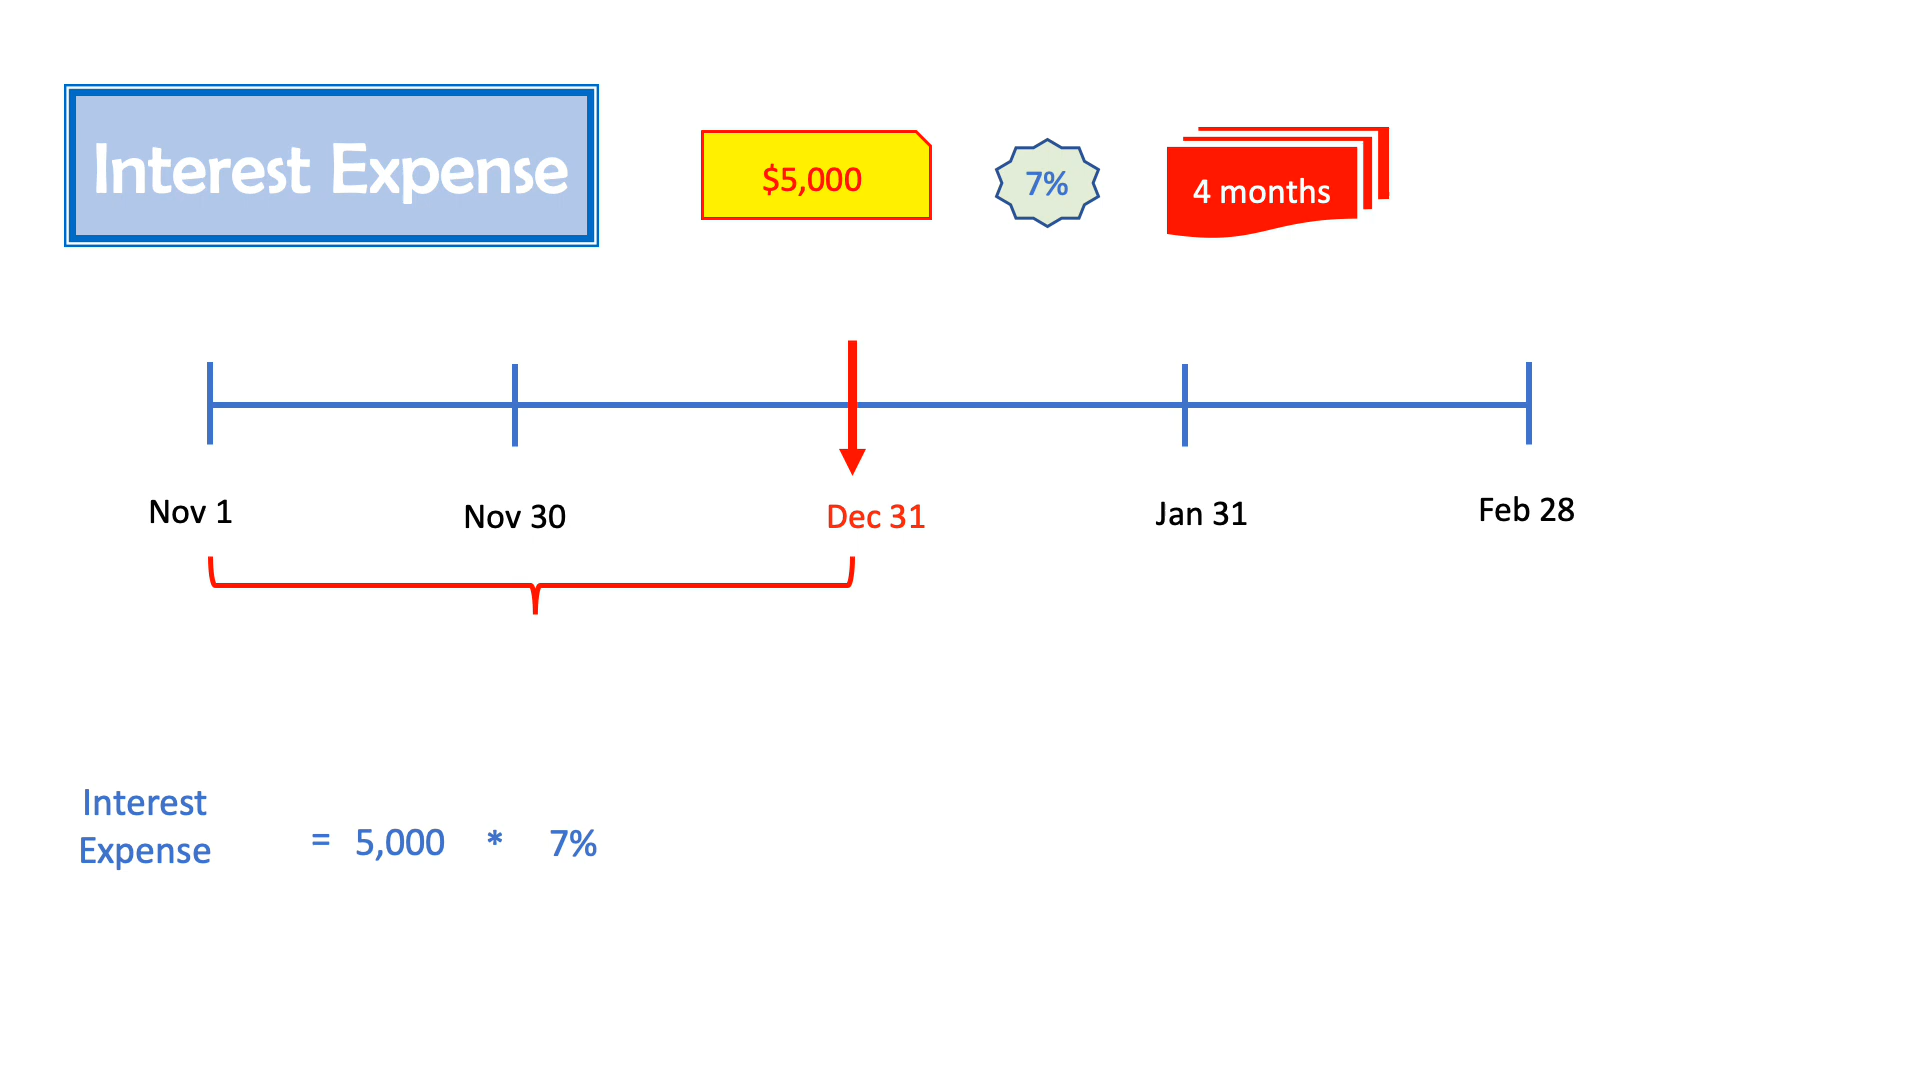 Interest Expense
$5,000
7%
4 months
Nov 1
Nov 30
Dec 31
Jan 31
Feb 28
Interest
Expense
= 5,000 * 7%